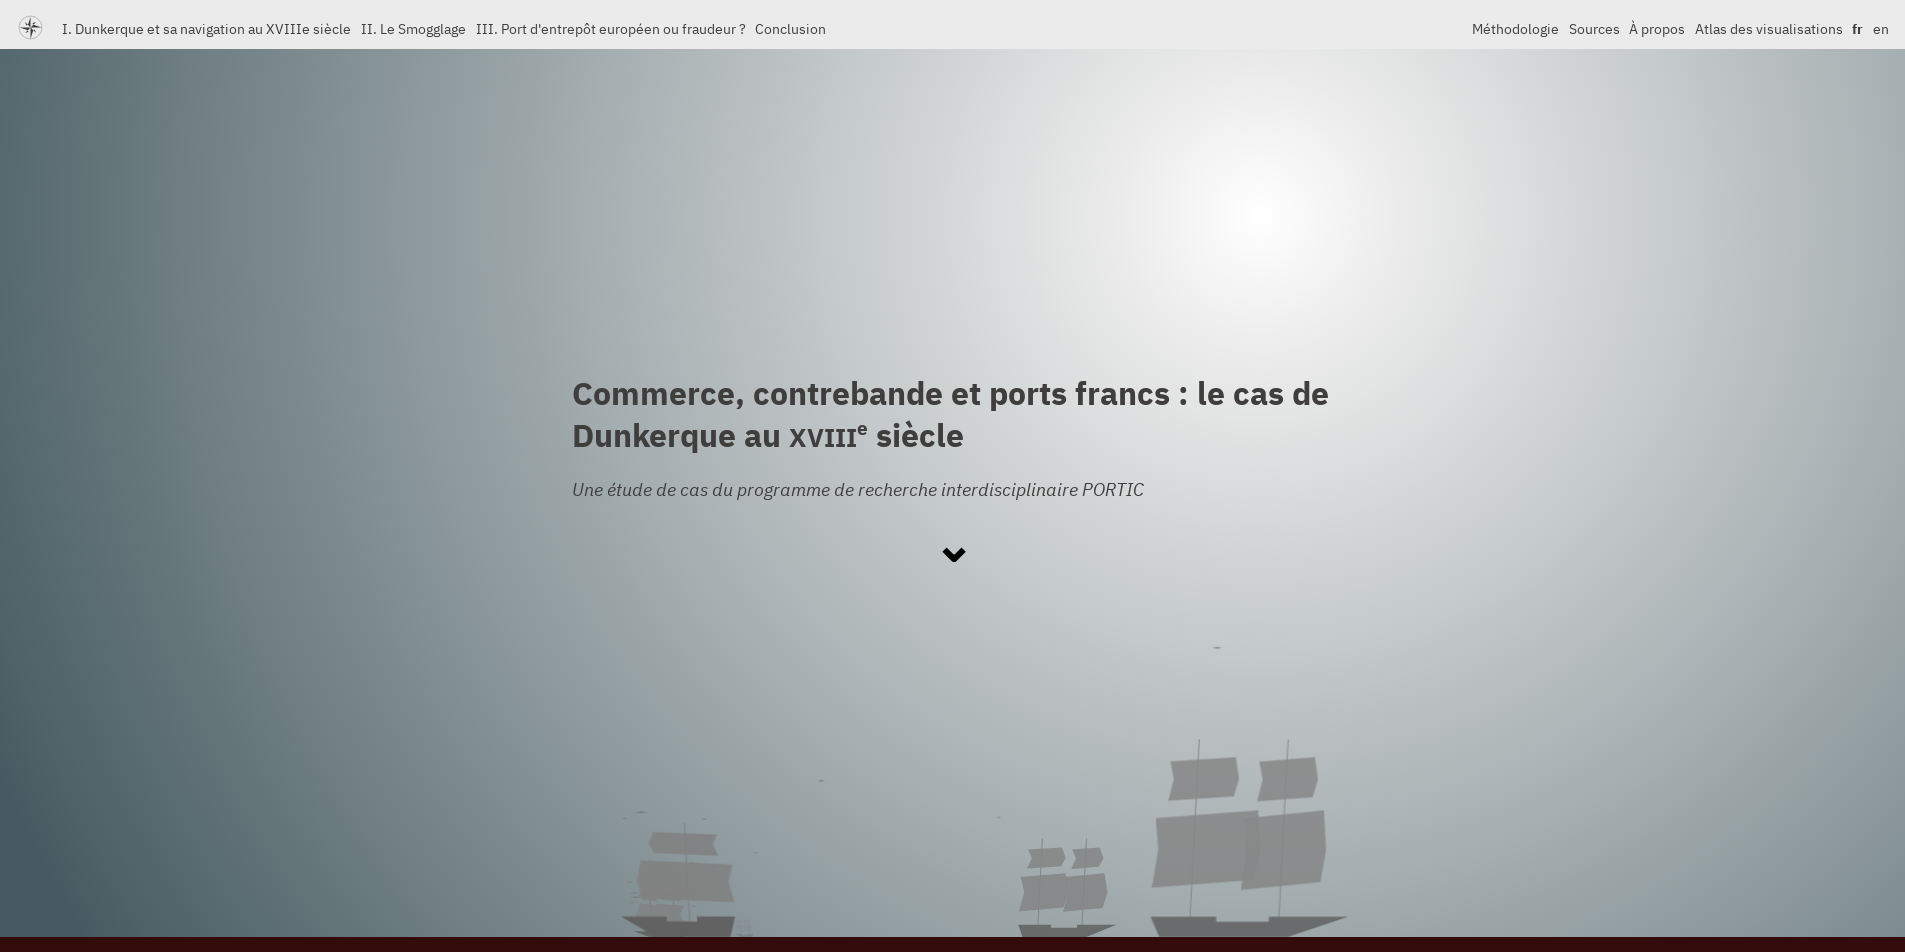 I. Dunkerque et sa navigation au XVIIIe siècle II. Le Smogglage III. Port d'entrepôt européen ou fraudeur ? Conclusion Méthodologie Sources À propos Atlas des visualisations fr en
Commerce, contrebande et ports francs : le cas de
Dunkerque au XVIIIe siècle
Une étude de cas du programme de recherche interdisciplinaire PORTIC